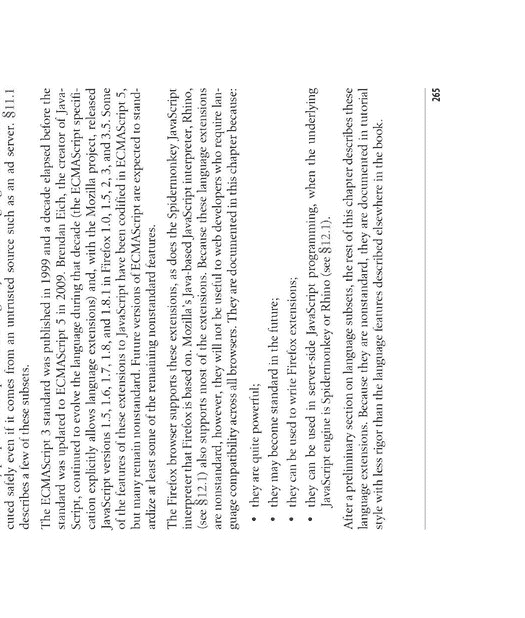 cuted safely even if it comes from an untrusted source such as an ad server. §11.1
describes a few of these subsets.
The ECMAScript 3 standard was published in 1999 and a decade elapsed before the
standard was updated to ECMAScript 5 in 2009. Brendan Eich, the creator of Java-
Script, continued to evolve the language during that decade (the ECMAScript specifi-
cation explicitly allows language extensions) and, with the Mozilla project, released
JavaScript versions 1.5, 1.6, 1.7, 1.8, and 1.8.1 in Firefox 1.0, 1.5, 2, 3, and 3.5. Some
of the features of these extensions to JavaScript have been codified in ECMAScript 5,
but many remain nonstandard. Future versions of ECMAScript are expected to stand-
ardize at least some of the remaining nonstandard features.
The Firefox browser supports these extensions, as does the Spidermonkey JavaScript
interpreter that Firefox is based on. Mozilla's Java-based JavaScript interpreter, Rhino,
(see §12.1) also supports most of the extensions. Because these language extensions
are nonstandard, however, they will not be useful to web developers who require lan-
guage compatibility across all browsers. They are documented in this chapter because:
• they are quite powerful;
• they may become standard in the future;
• they can be used to write Firefox extensions;
• they can be used in server-side JavaScript programming, when the underlying
JavaScript engine is Spidermonkey or Rhino (see §12.1).
After a preliminary section on language subsets, the rest of this chapter describes these
language extensions. Because they are nonstandard, they are documented in tutorial
style with less rigor than the language features described elsewhere in the book.
265